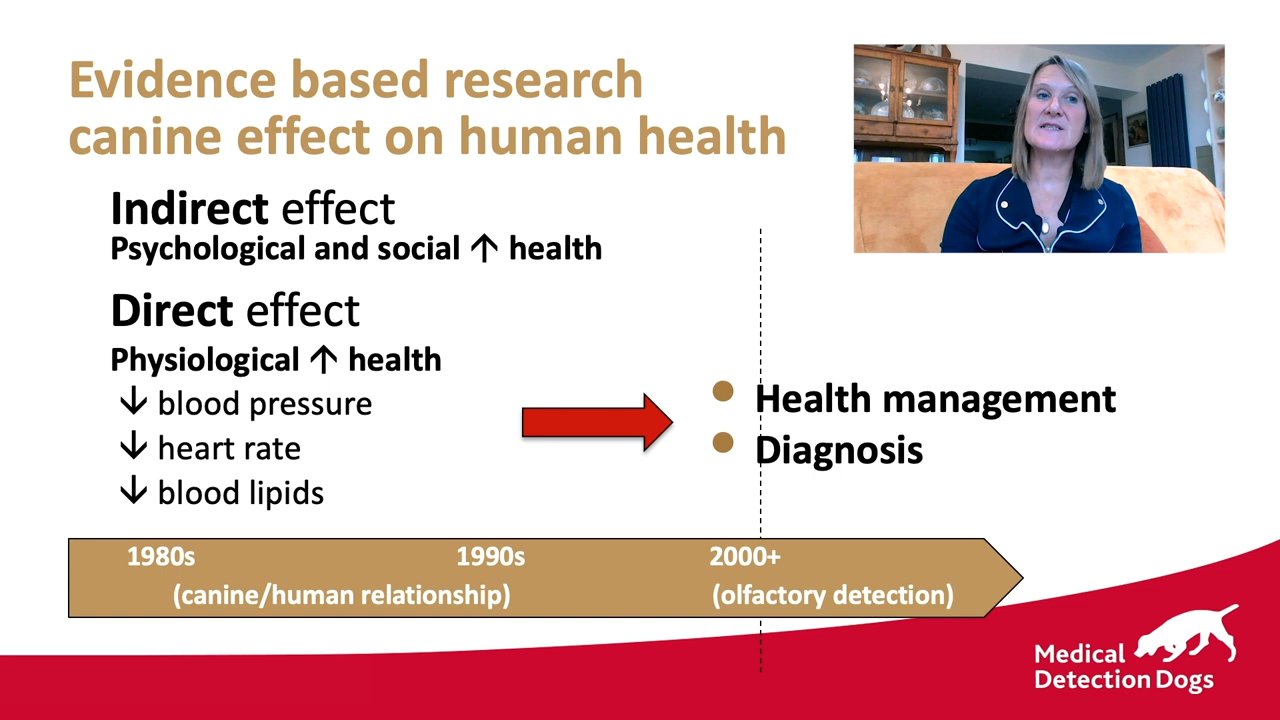 Evidence based research
canine effect on human health
Indirect effect
Psychological and social ↑ health
Direct effect
Physiological ↑ health
↓ blood pressure
↓ heart rate
↓ blood lipids
• Health management
• Diagnosis
1980s 1990s 2000+
(canine/human relationship) (olfactory detection)
Medical
Detection Dogs